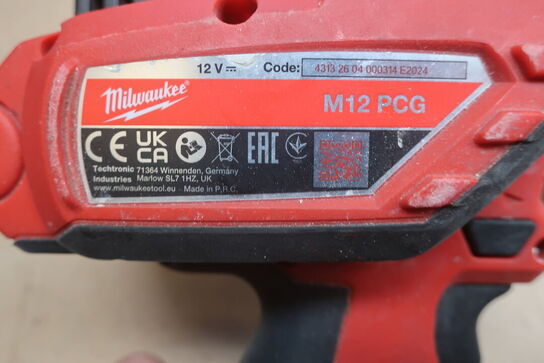 12 V⎓ Code: 4313 26 04 000314 E2024
Milwaukee
M12 PCG
CE UK CA EAC
Techtronic 71364 Winnenden, Germany
Industries Marlow SL7 1HZ, UK
www.milwaukeetool.eu Made in P.R.C.